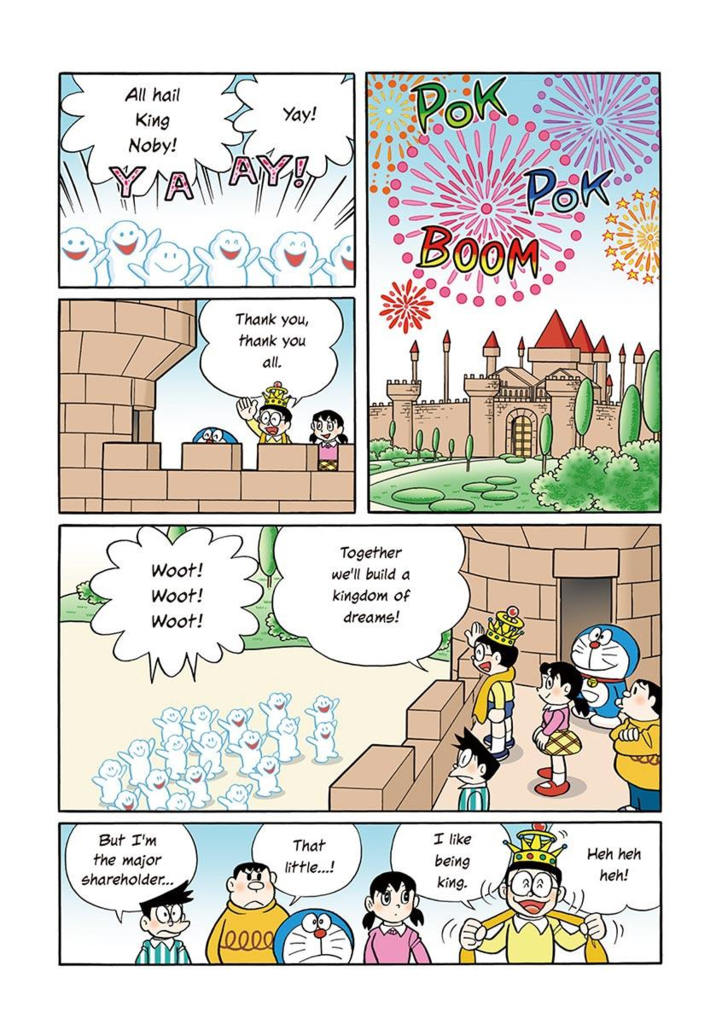 All hail
King
Noby!
Yay!
YAAY!
POK
POK
BOOM
Thank you,
thank you
all.
Woot!
Woot!
Woot!
Together
we'll build a
kingdom of
dreams!
But I'm
the major
shareholder...
That
little...!
I like
being
king.
Heh heh
heh!